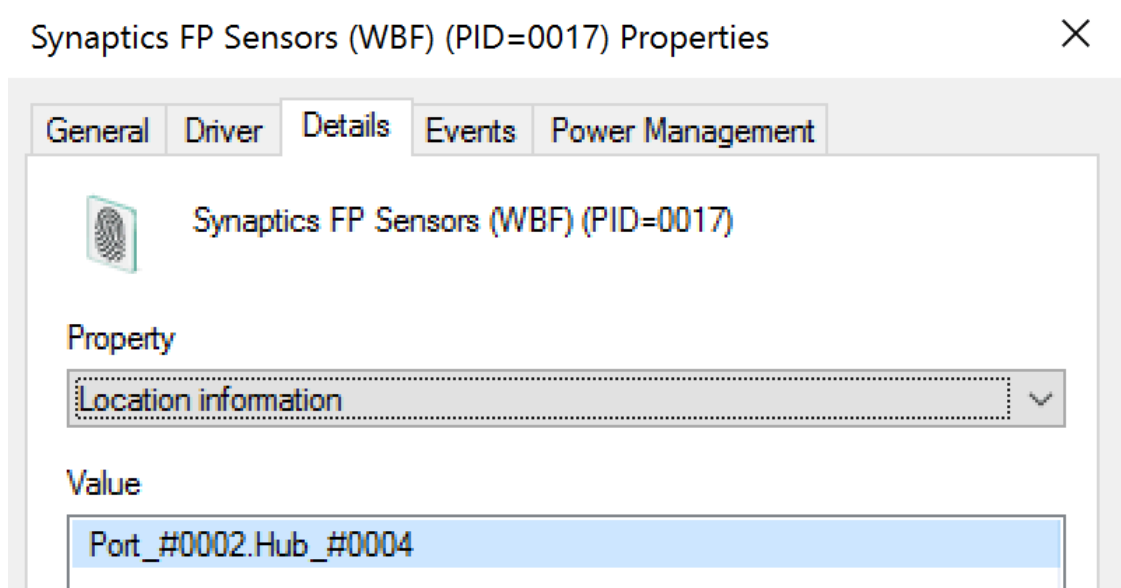 Synaptics FP Sensors (WBF) (PID=0017) Properties
General Driver Details Events Power Management
Synaptics FP Sensors (WBF) (PID=0017)
Property
Location information
Value
Port_#0002.Hub_#0004